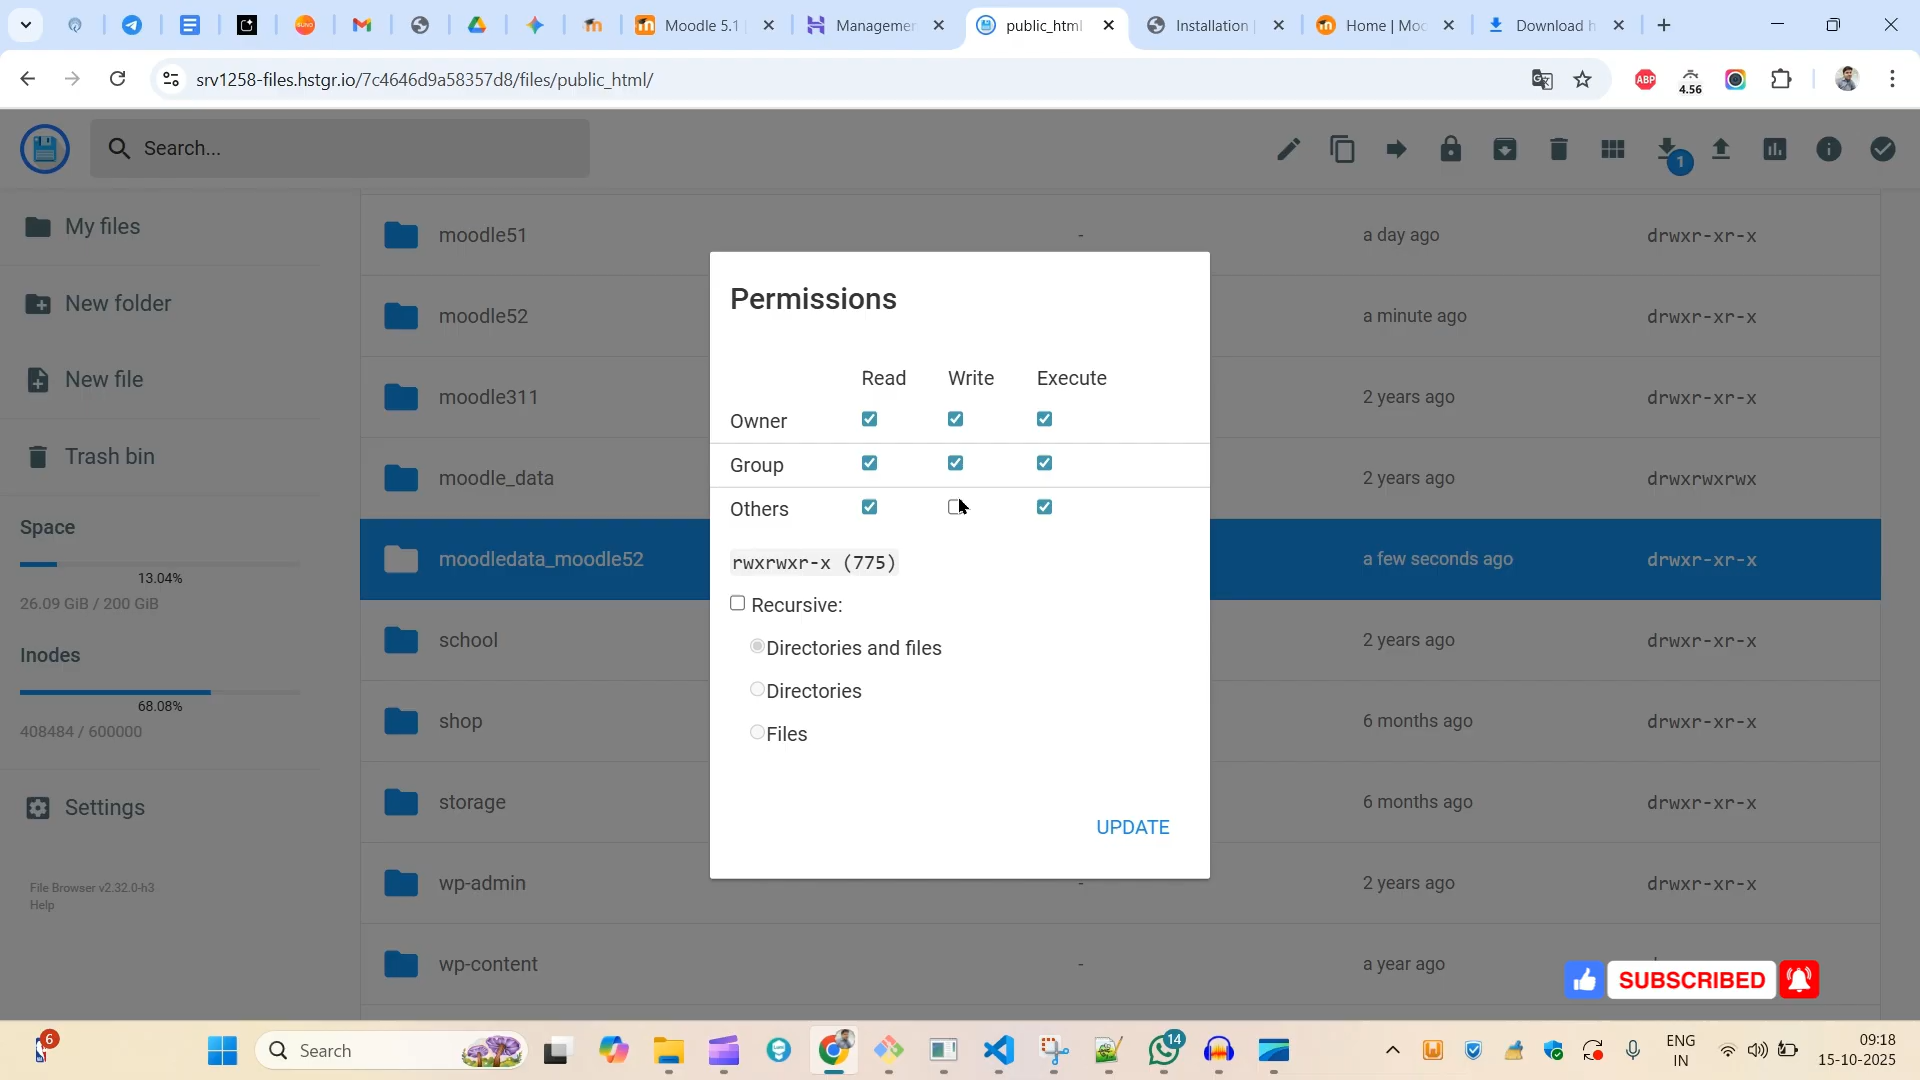 Moodle 5.1
Managemer
public_html
Installation
Home | Moo
Download h
srv1258-files.hstgr.io/7c4646d9a58357d8/files/public_html/
ABP
4.56
Search...
1
My files
New folder
New file
Trash bin
Space
13.04%
26.09 GiB / 200 GiB
Inodes
68.08%
408484 / 600000
Settings
File Browser v2.32.0-h3
Help
moodle51 - a day ago drwxr-xr-x
moodle52 a minute ago drwxr-xr-x
moodle311 2 years ago drwxr-xr-x
moodle_data 2 years ago drwxrwxrwx
moodledata_moodle52 a few seconds ago drwxr-xr-x
school 2 years ago drwxr-xr-x
shop 6 months ago drwxr-xr-x
storage 6 months ago drwxr-xr-x
wp-admin - 2 years ago drwxr-xr-x
wp-content - a year ago
Permissions
Read Write Execute
Owner
Group
Others
rwxrwxr-x (775)
Recursive:
Directories and files
Directories
Files
UPDATE
SUBSCRIBED
6
Search
14
ENG
IN
09:18
15-10-2025